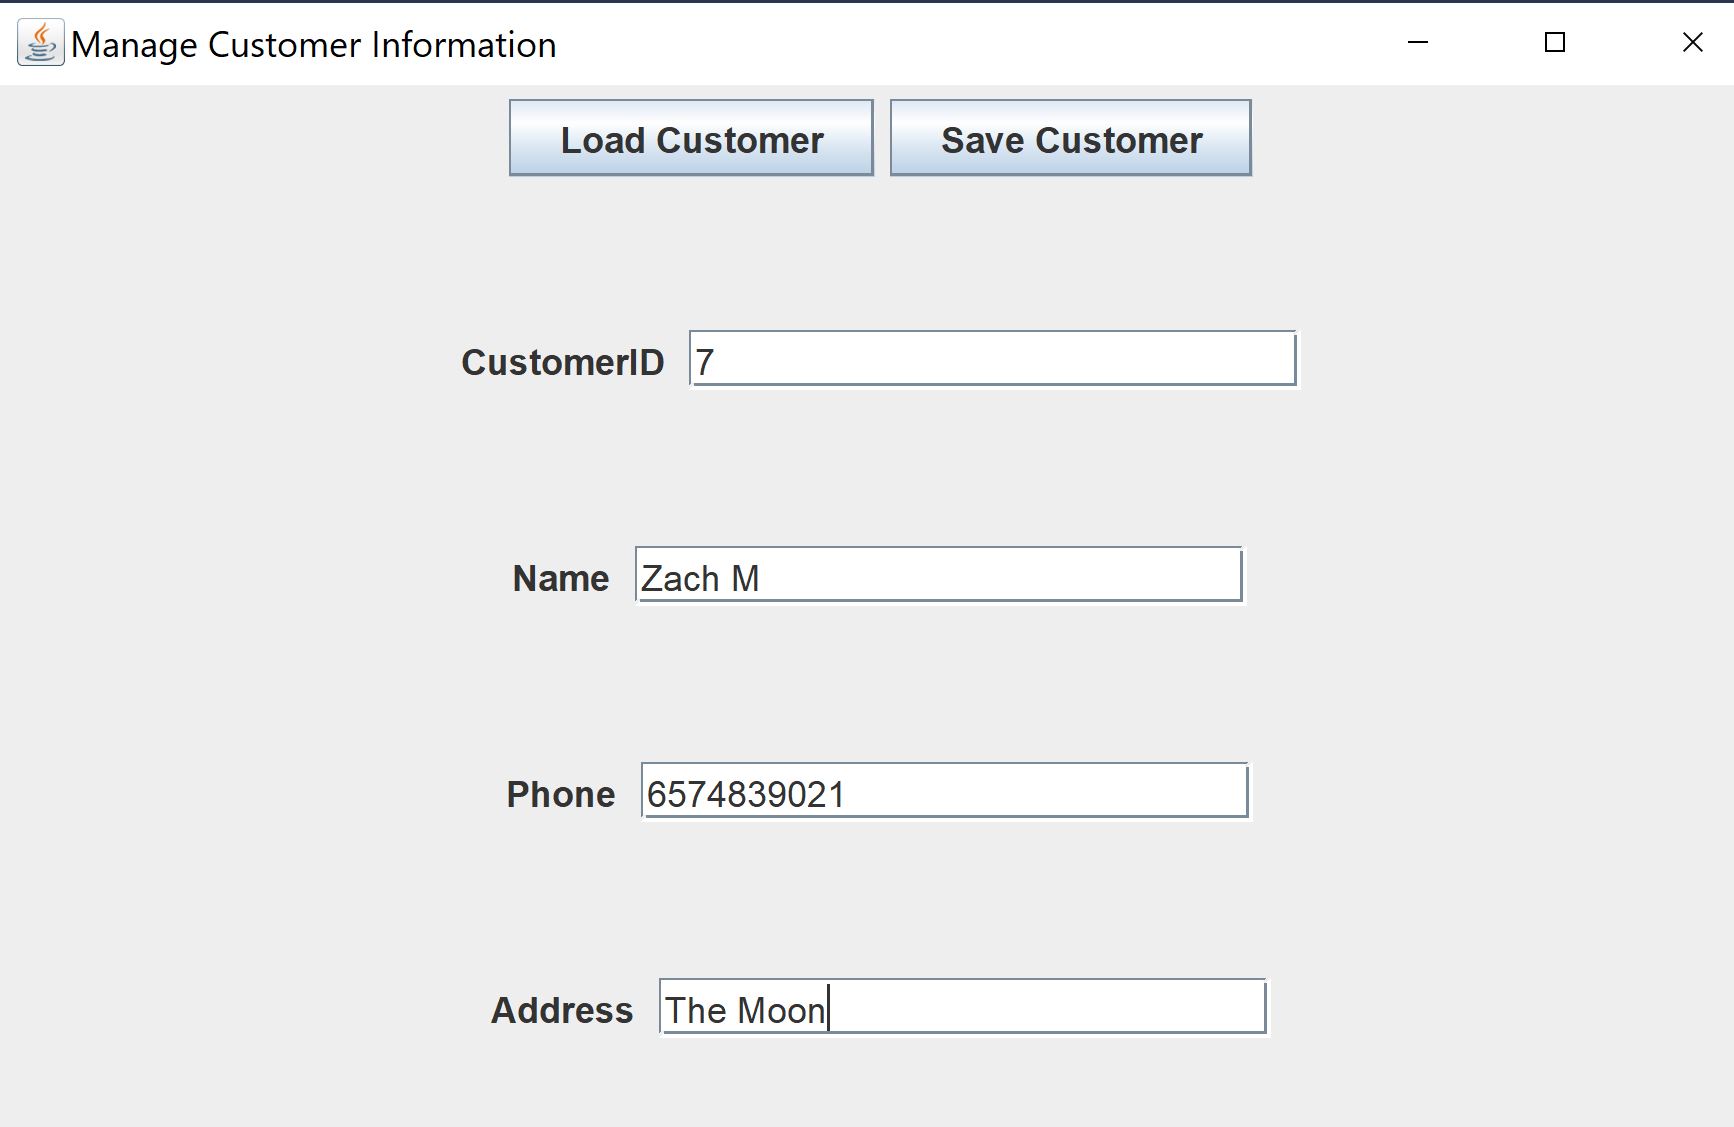 Manage Customer Information
Load Customer Save Customer
CustomerID 7
Name Zach M
Phone 6574839021
Address The Moon